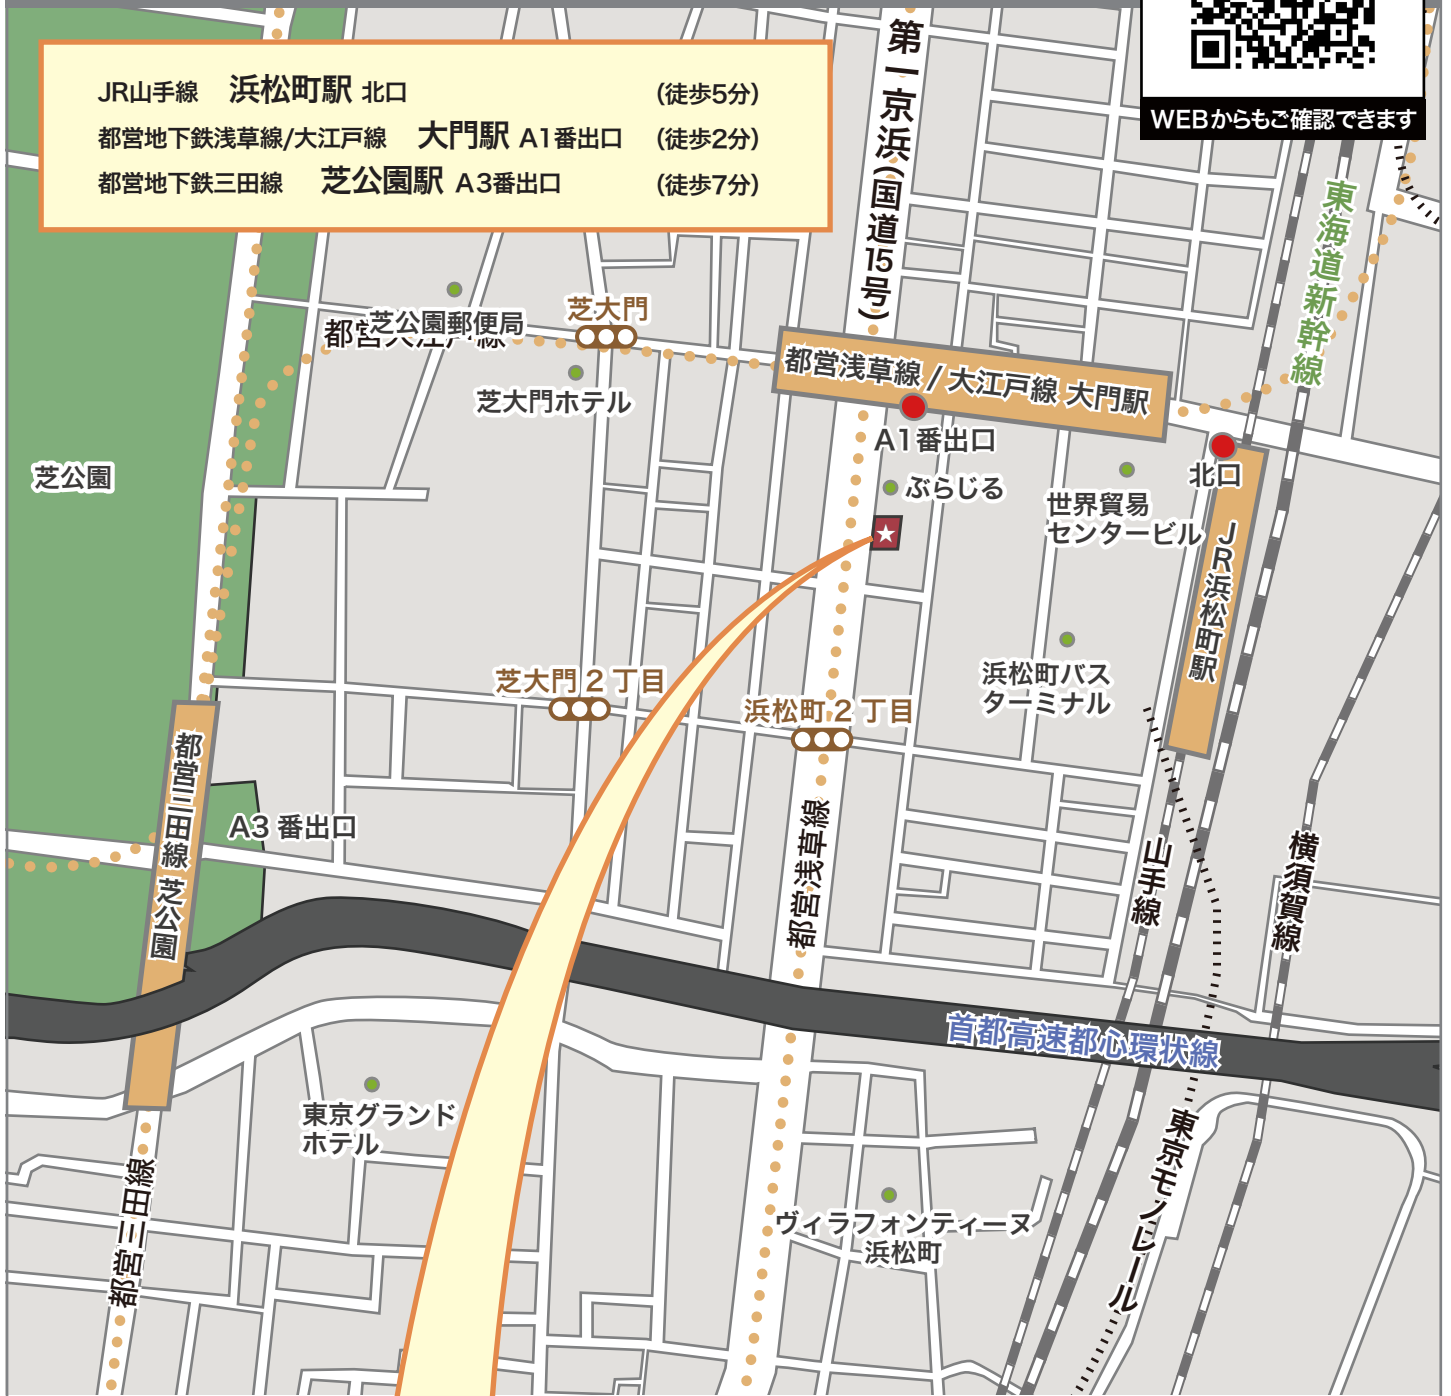 JR山手線 浜松町駅 北口 (徒歩5分)
都営地下鉄浅草線/大江戸線 大門駅 A1番出口 (徒歩2分)
都営地下鉄三田線 芝公園駅 A3番出口 (徒歩7分)
WEBからもご確認できます
第一京浜(国道15号)
東海道新幹線
芝公園郵便局
都営大江戸線
芝大門
芝大門ホテル
都営浅草線 / 大江戸線 大門駅
A1番出口
北口
芝公園
ぶらじる
世界貿易
センタービル
JR浜松町駅
浜松町バス
ターミナル
芝大門2丁目
浜松町2丁目
都営三田線 芝公園
A3番出口
都営浅草線
山手線
横須賀線
首都高速都心環状線
東京グランド
ホテル
東京モノレール
都営三田線
ヴィラフォンティーヌ
浜松町